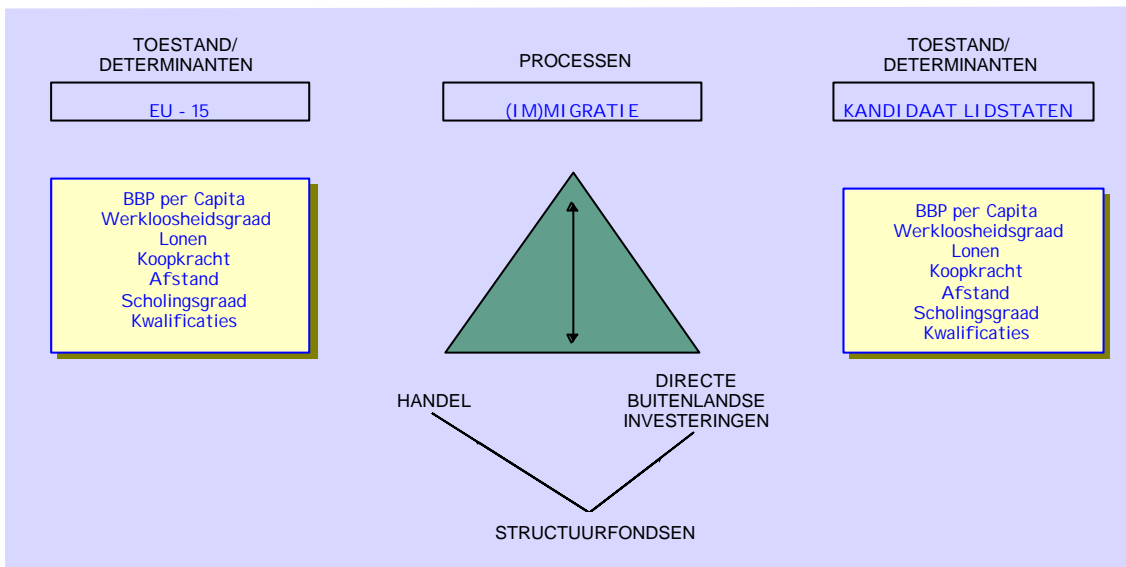 TOESTAND/
DETERMINANTEN
EU - 15
BBP per Capita
Werkloosheidsgraad
Lonen
Koopkracht
Afstand
Scholingsgraad
Kwalificaties
PROCESSEN
(IM)MIGRATIE
HANDEL
DIRECTE
BUITENLANDSE
INVESTERINGEN
STRUCTUURFONDSEN
TOESTAND/
DETERMINANTEN
KANDIDAAT LIDSTATEN
BBP per Capita
Werkloosheidsgraad
Lonen
Koopkracht
Afstand
Scholingsgraad
Kwalificaties